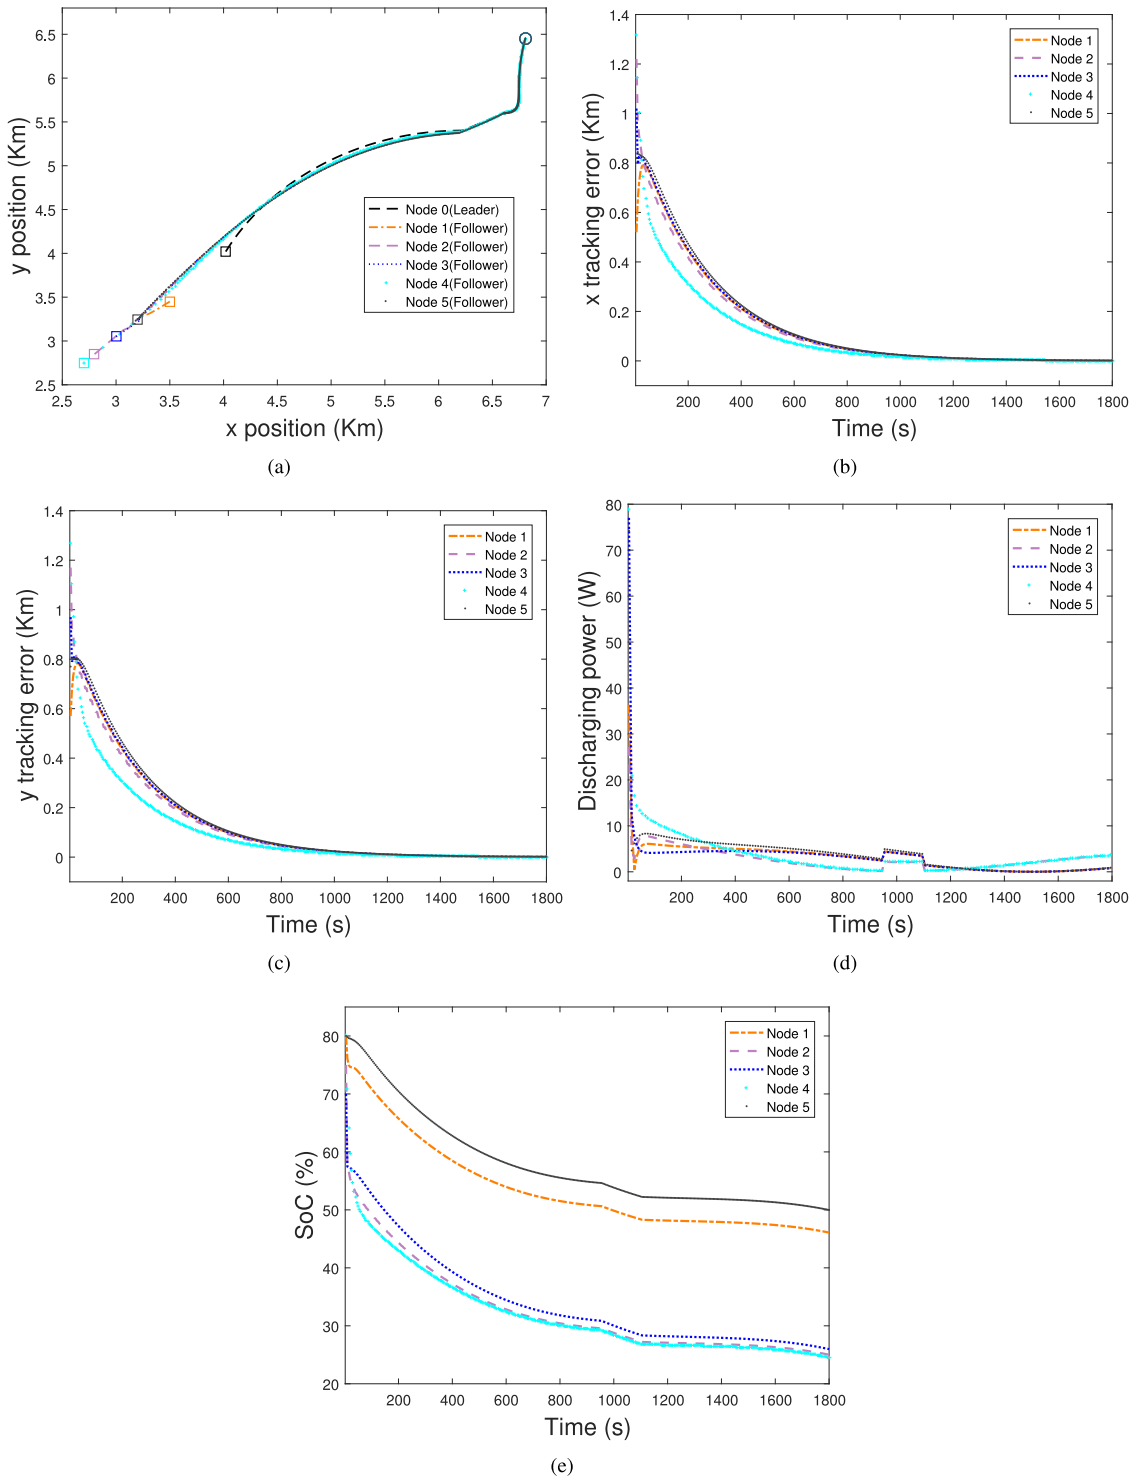 6.5
6
5.5
5
4.5
4
3.5
3
2.5
2.5
3
3.5
4
4.5
5
5.5
6
6.5
7
y position (Km)
x position (Km)
Node 0(Leader)
Node 1(Follower)
Node 2(Follower)
Node 3(Follower)
Node 4(Follower)
Node 5(Follower)
(a)
1.4
1.2
1
0.8
0.6
0.4
0.2
0
200
400
600
800
1000
1200
1400
1600
1800
x tracking error (Km)
Time (s)
Node 1
Node 2
Node 3
Node 4
Node 5
(b)
1.4
1.2
1
0.8
0.6
0.4
0.2
0
200
400
600
800
1000
1200
1400
1600
1800
y tracking error (Km)
Time (s)
Node 1
Node 2
Node 3
Node 4
Node 5
(c)
80
70
60
50
40
30
20
10
0
200
400
600
800
1000
1200
1400
1600
1800
Discharging power (W)
Time (s)
Node 1
Node 2
Node 3
Node 4
Node 5
(d)
80
70
60
50
40
30
20
200
400
600
800
1000
1200
1400
1600
1800
SoC (%)
Time (s)
Node 1
Node 2
Node 3
Node 4
Node 5
(e)